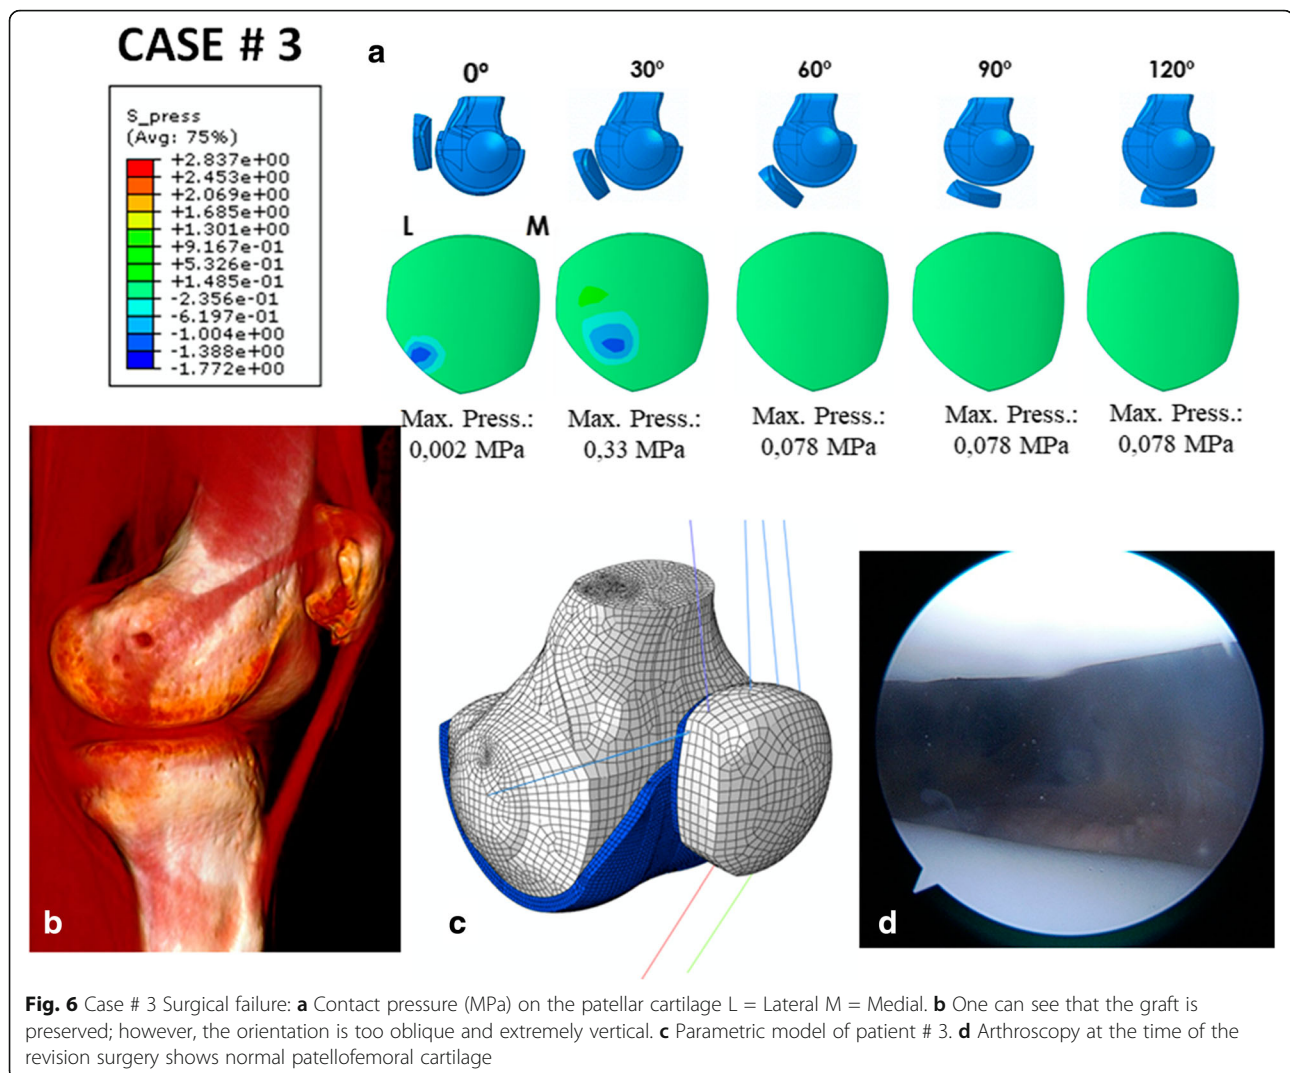 CASE # 3
a
0º 30º 60º 90º 120º
S_press
(Avg: 75%)
+2.837e+00
+2.453e+00
+2.069e+00
+1.685e+00
+1.301e+00
+9.167e-01
+5.326e-01
+1.485e-01
-2.356e-01
-6.197e-01
-1.004e+00
-1.388e+00
-1.772e+00
L M
Max. Press.: Max. Press.: Max. Press.: Max. Press.: Max. Press.:
0,002 MPa 0,33 MPa 0,078 MPa 0,078 MPa 0,078 MPa
b
c
d
Fig. 6 Case # 3 Surgical failure: a Contact pressure (MPa) on the patellar cartilage L = Lateral M = Medial. b One can see that the graft is
preserved; however, the orientation is too oblique and extremely vertical. c Parametric model of patient # 3. d Arthroscopy at the time of the
revision surgery shows normal patellofemoral cartilage